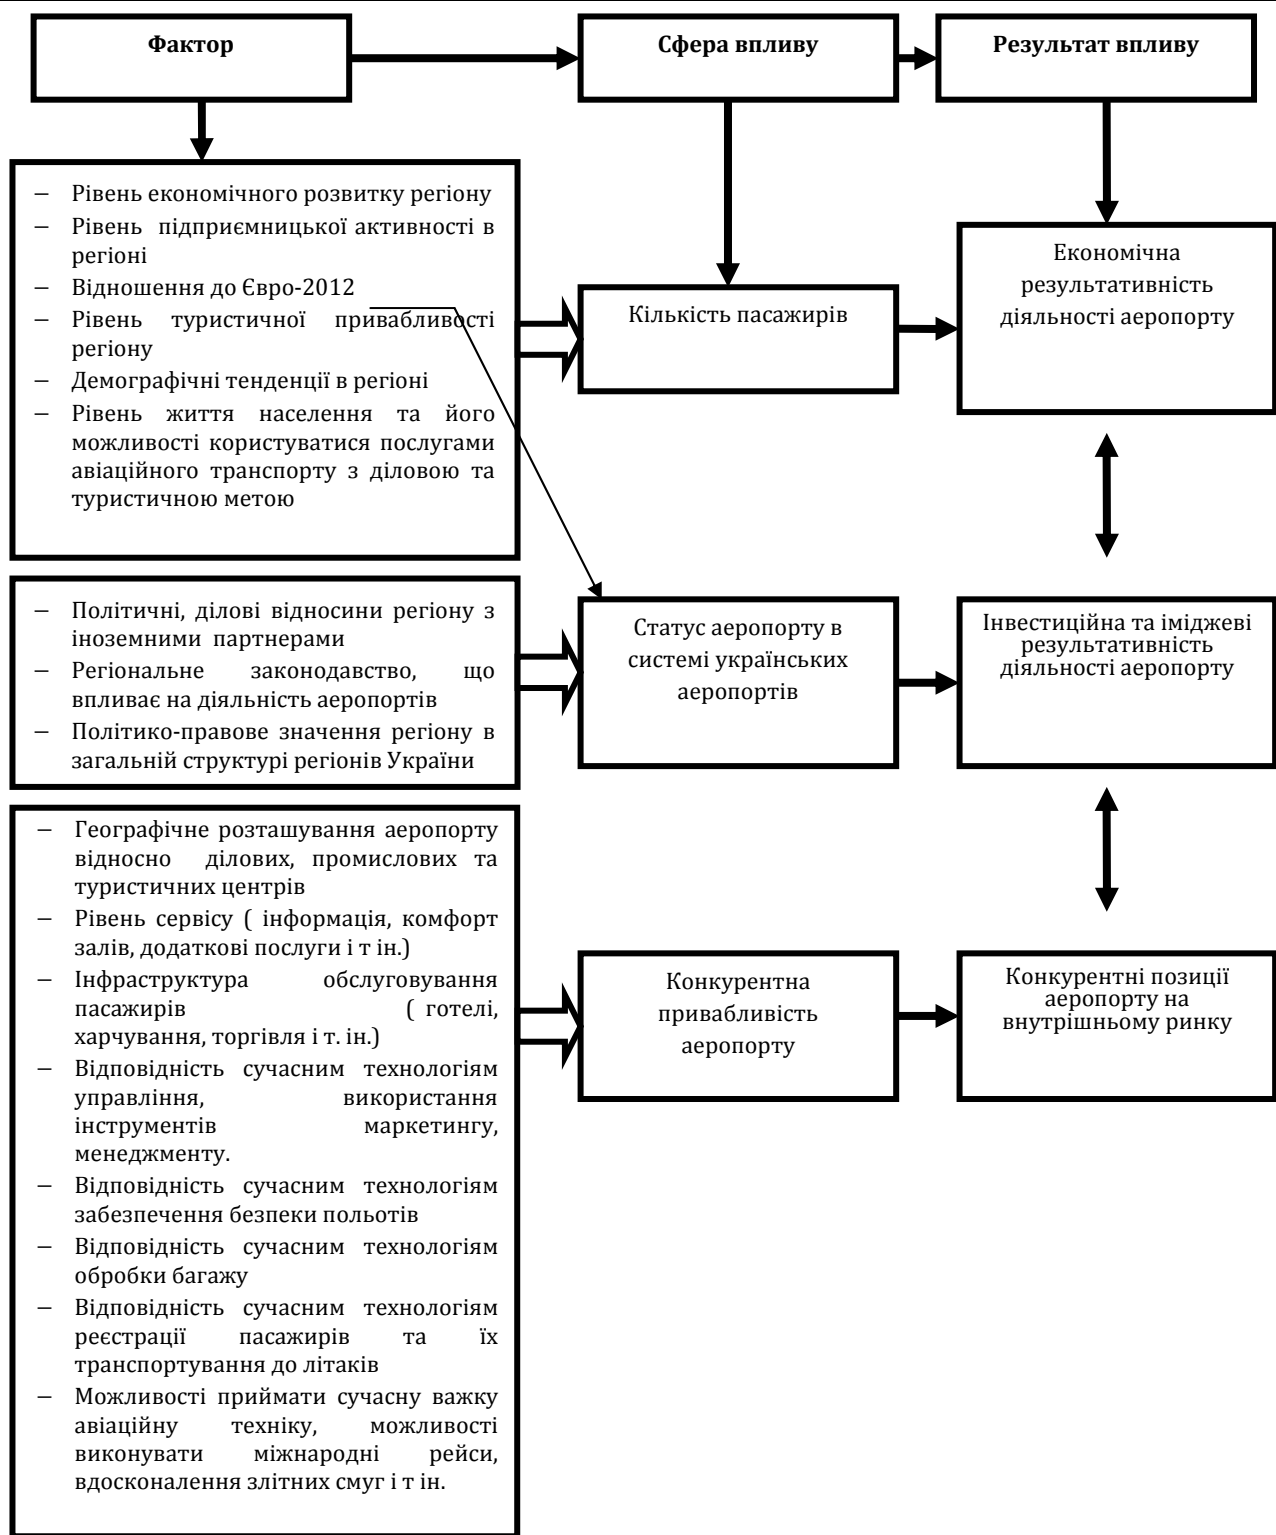 Фактор
Сфера впливу
Результат впливу
– Рівень економічного розвитку регіону
– Рівень підприємницької активності в
регіоні
– Відношення до Євро-2012
– Рівень туристичної привабливості
регіону
– Демографічні тенденції в регіоні
– Рівень життя населення та його
можливості користуватися послугами
авіаційного транспорту з діловою та
туристичною метою
Кількість пасажирів
Економічна
результативність
діяльності аеропорту
– Політичні, ділові відносини регіону з
іноземними партнерами
– Регіональне законодавство, що
впливає на діяльність аеропортів
– Політико-правове значення регіону в
загальній структурі регіонів України
Статус аеропорту в
системі українських
аеропортів
Інвестиційна та іміджеві
результативність
діяльності аеропорту
– Географічне розташування аеропорту
відносно ділових, промислових та
туристичних центрів
– Рівень сервісу ( інформація, комфорт
залів, додаткові послуги і т ін.)
– Інфраструктура обслуговування
пасажирів ( готелі,
харчування, торгівля і т. ін.)
– Відповідність сучасним технологіям
управління, використання
інструментів маркетингу,
менеджменту.
– Відповідність сучасним технологіям
забезпечення безпеки польотів
– Відповідність сучасним технологіям
обробки багажу
– Відповідність сучасним технологіям
реєстрації пасажирів та їх
транспортування до літаків
– Можливості приймати сучасну важку
авіаційну техніку, можливості
виконувати міжнародні рейси,
вдосконалення злітних смуг і т ін.
Конкурентна
привабливість
аеропорту
Конкурентні позиції
аеропорту на
внутрішньому ринку